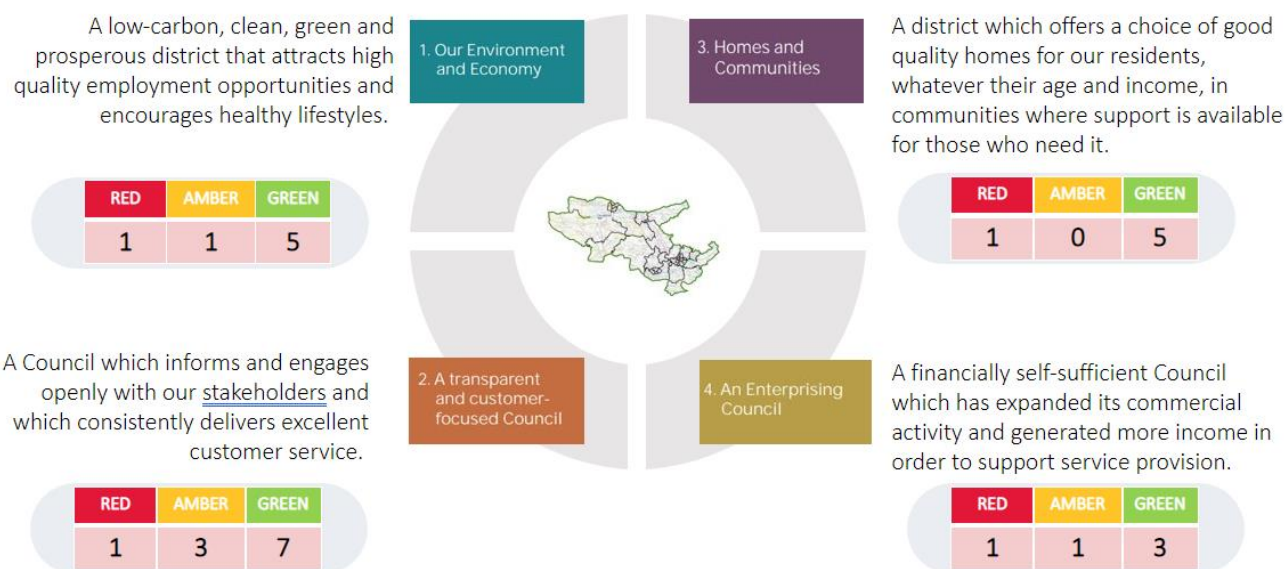 A low-carbon, clean, green and
prosperous district that attracts high
quality employment opportunities and
encourages healthy lifestyles.
RED AMBER GREEN
1 1 5
1. Our Environment
and Economy
3. Homes and
Communities
A district which offers a choice of good
quality homes for our residents,
whatever their age and income, in
communities where support is available
for those who need it.
RED AMBER GREEN
1 0 5
A Council which informs and engages
openly with our stakeholders and
which consistently delivers excellent
customer service.
RED AMBER GREEN
1 3 7
2. A transparent
and customer-
focused Council
4. An Enterprising
Council
A financially self-sufficient Council
which has expanded its commercial
activity and generated more income in
order to support service provision.
RED AMBER GREEN
1 1 3